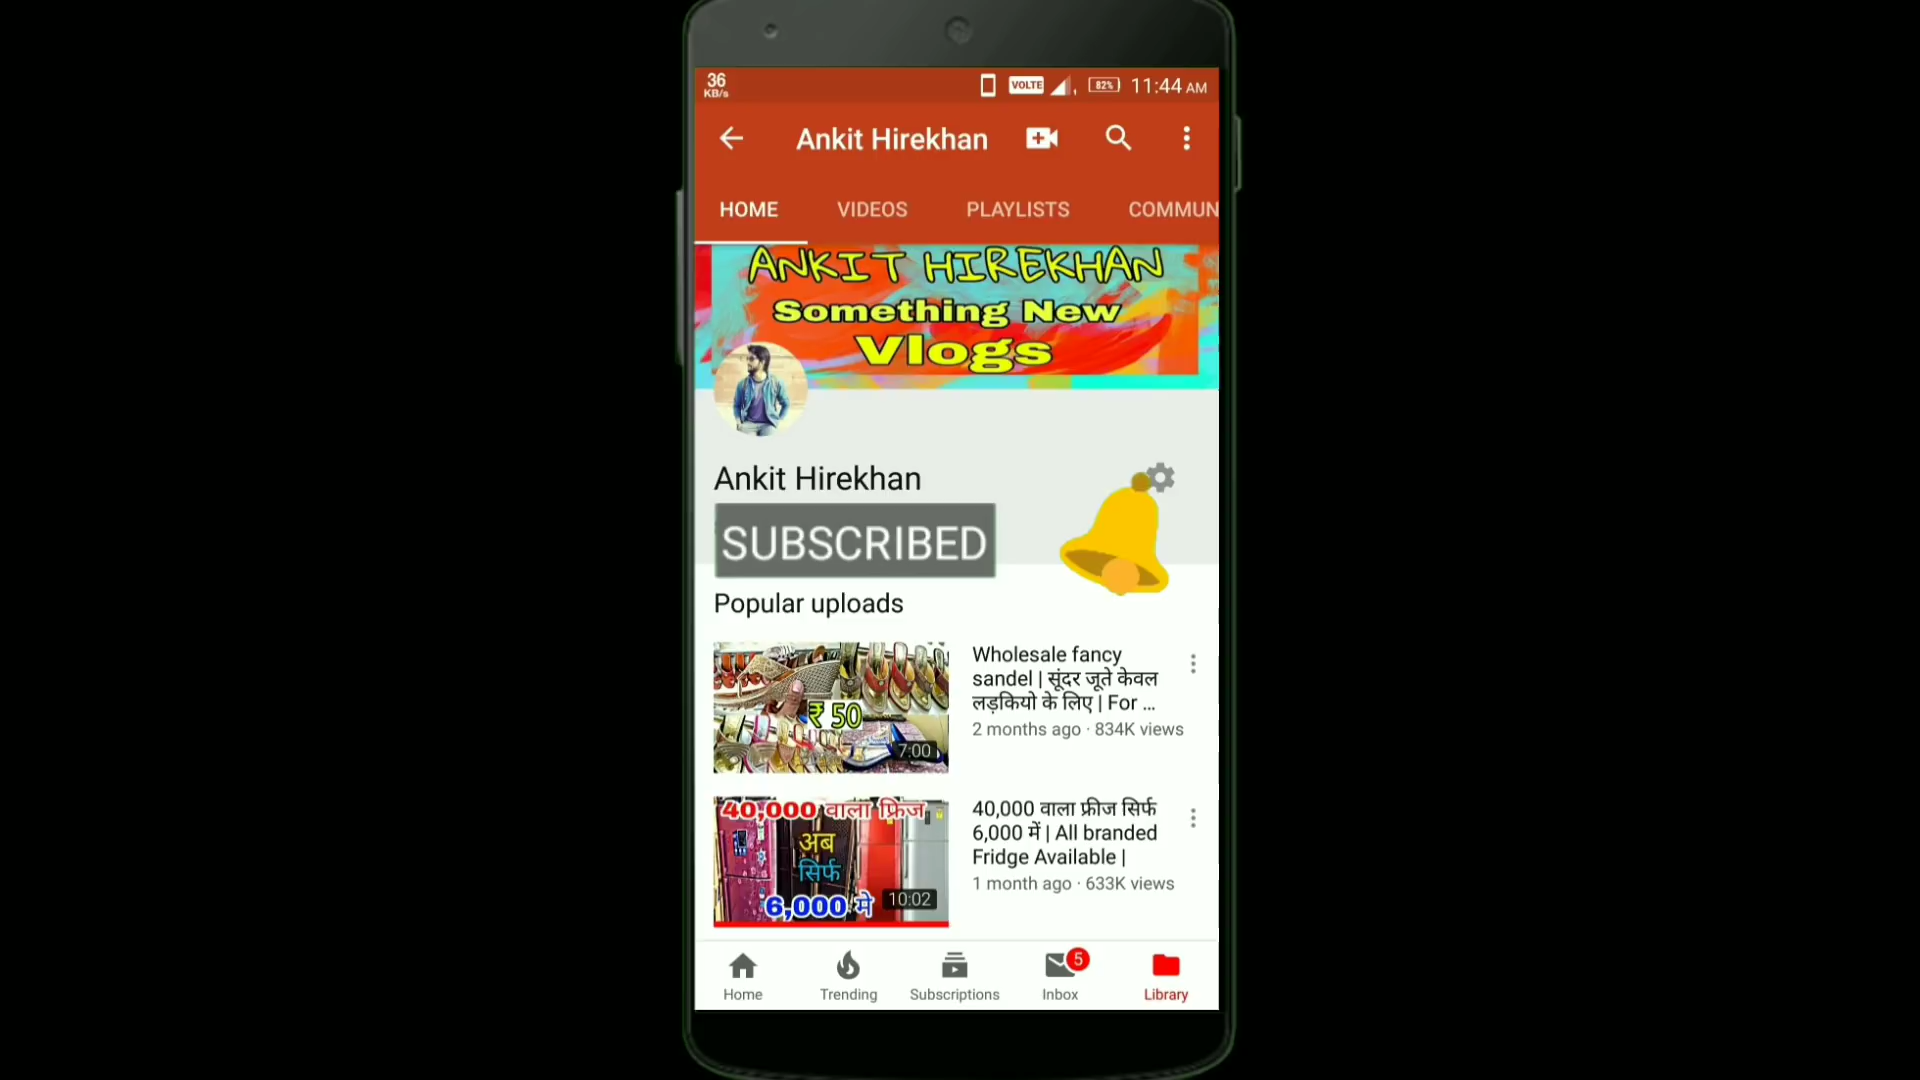 36
KB/s
VOLTE
82%
11:44 AM
Ankit Hirekhan
HOME
VIDEOS
PLAYLISTS
COMMUN
ANKIT HIREKHAN
Something New
Vlogs
Ankit Hirekhan
SUBSCRIBED
Popular uploads
₹ 50
7:00
Wholesale fancy
sandel | सूंदर जूते केवल
लड़कियो के लिए | For ...
2 months ago · 834K views
40,000 वाला फ्रिज
अब
सिर्फ
6,000 मे
10:02
40,000 वाला फ्रीज सिर्फ
6,000 में | All branded
Fridge Available |
1 month ago · 633K views
Home
Trending
Subscriptions
5
Inbox
Library